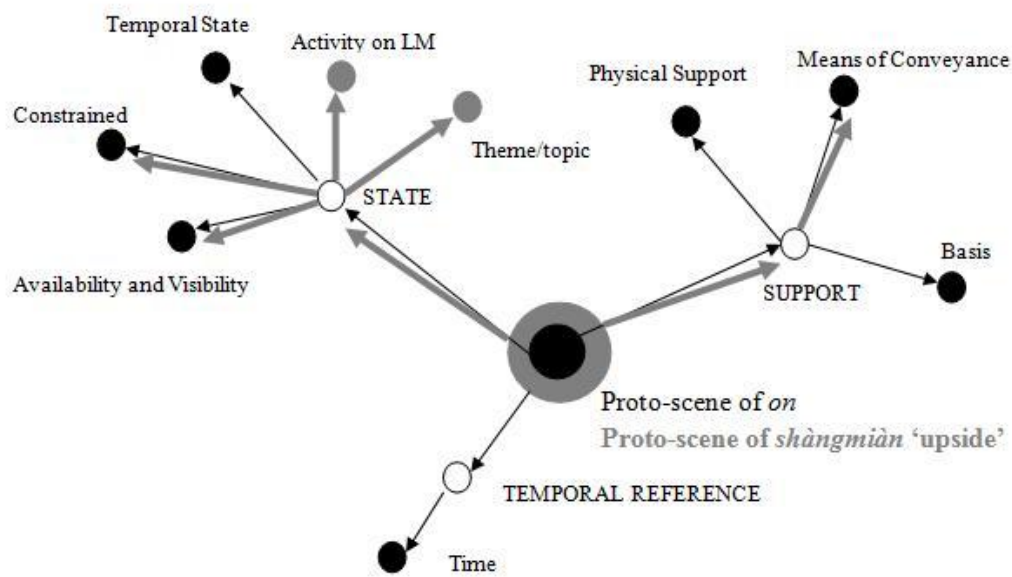 Temporal State
Activity on LM
Means of Conveyance
Physical Support
Constrained
Theme/topic
STATE
Basis
Availability and Visibility
SUPPORT
Proto-scene of on
Proto-scene of shàngmiàn ‘upside’
TEMPORAL REFERENCE
Time